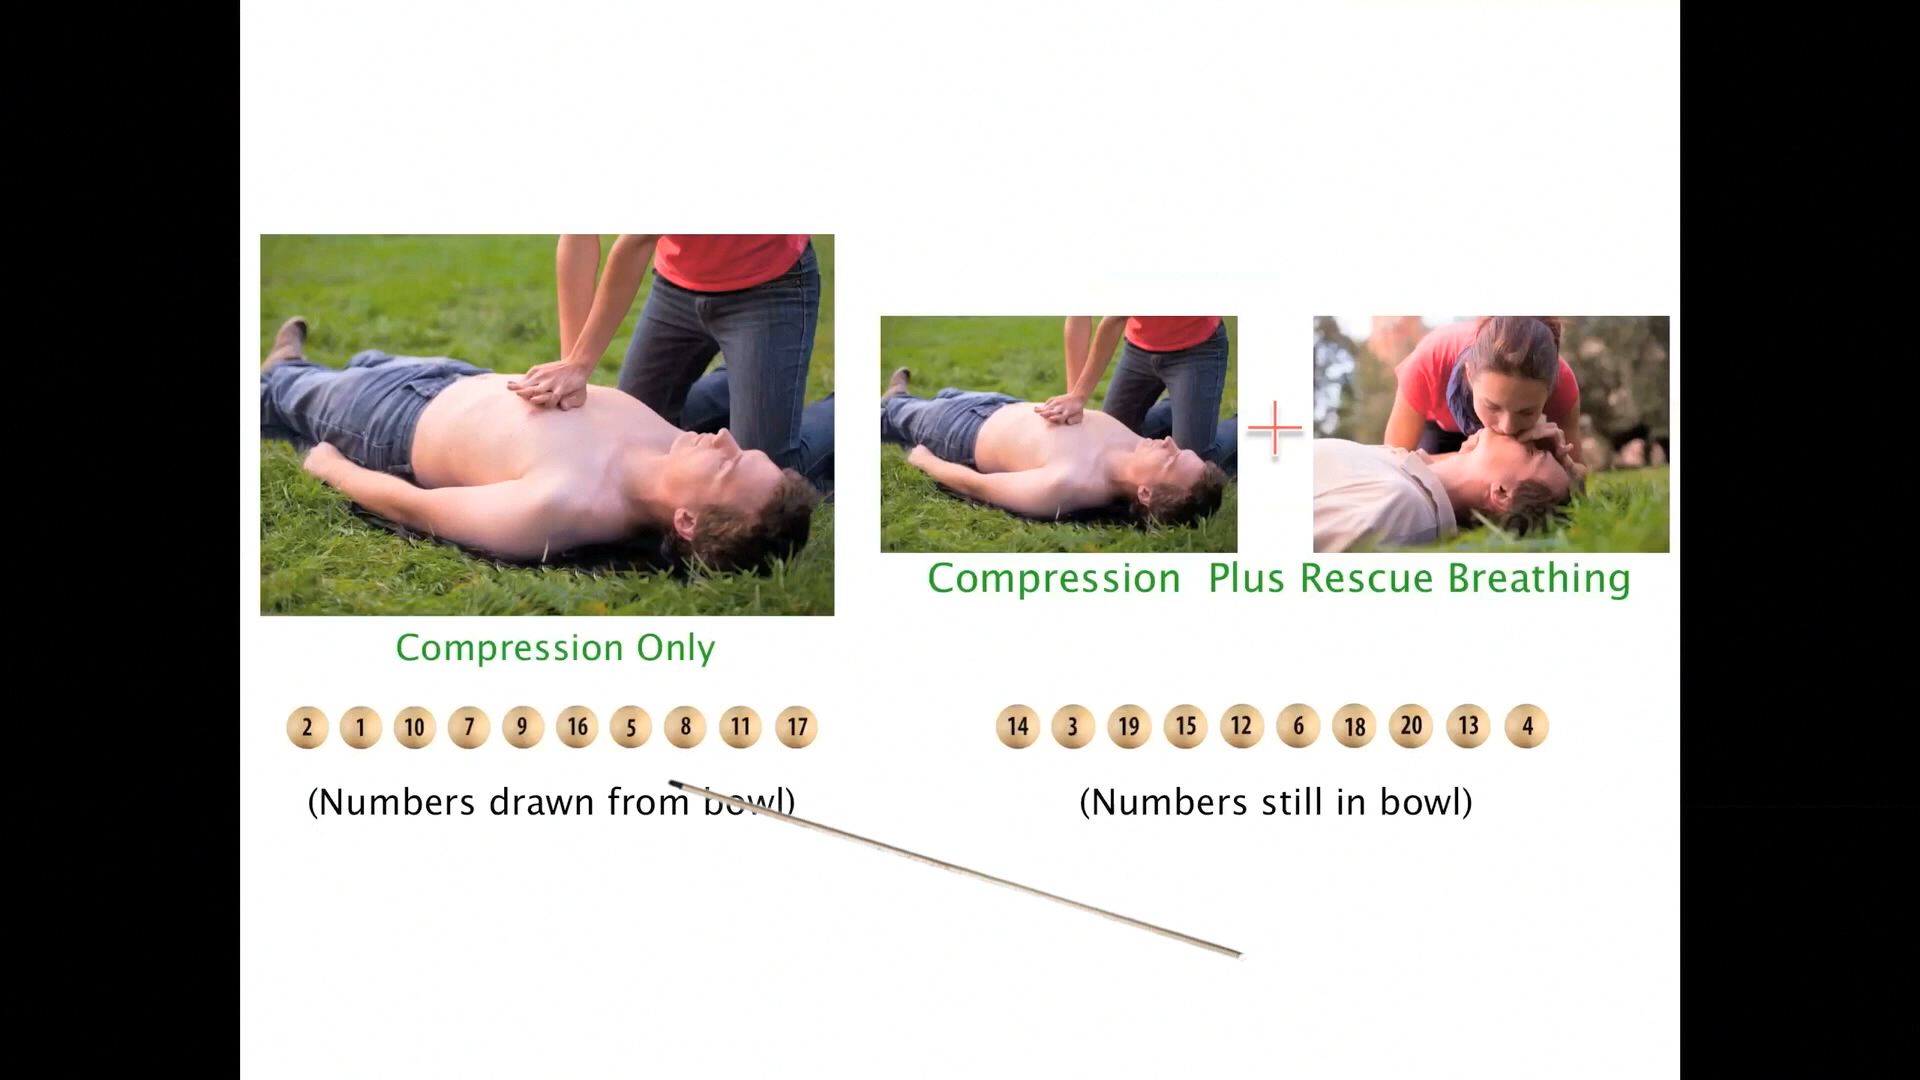 Compression Only
2 1 10 7 9 16 5 8 11 17
(Numbers drawn from bowl)
Compression Plus Rescue Breathing
14 3 19 15 12 6 18 20 13 4
(Numbers still in bowl)